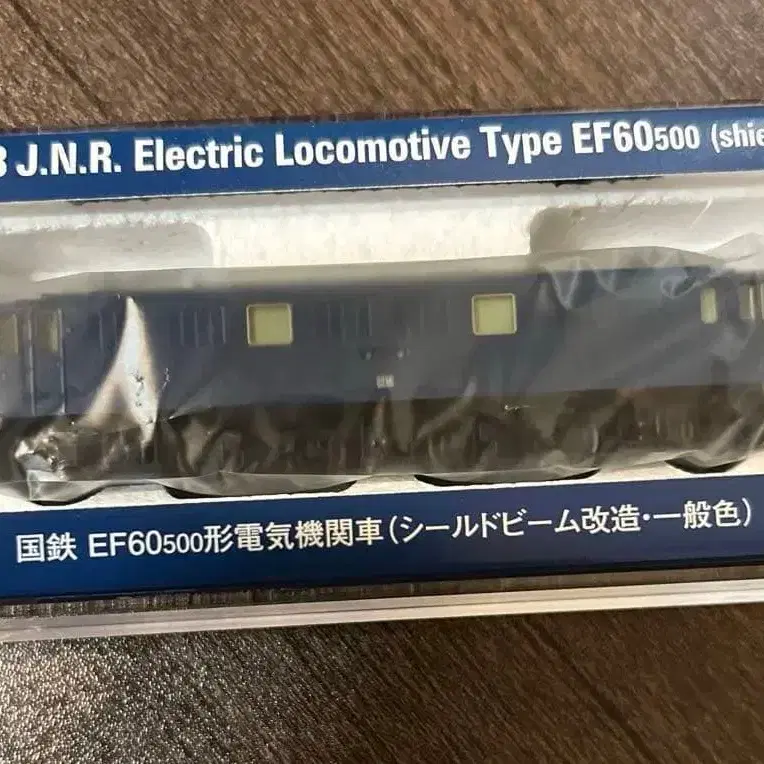 J.N.R. Electric Locomotive Type EF60500 (shie
国鉄 EF60500形電気機関車(シールドビーム改造・一般色)